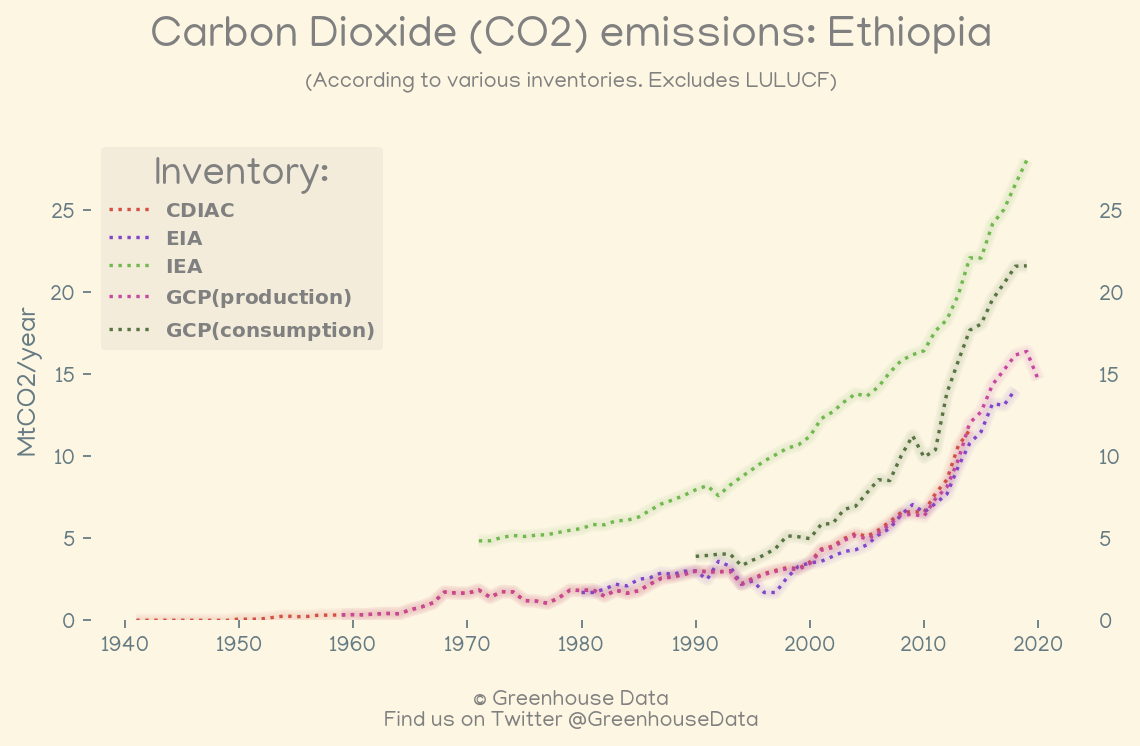 Carbon Dioxide (CO2) emissions: Ethiopia
(According to various inventories. Excludes LULUCF)
Inventory:
CDIAC
EIA
IEA
GCP(production)
GCP(consumption)
MtCO2/year
25
20
15
10
5
0
25
20
15
10
5
0
1940 1950 1960 1970 1980 1990 2000 2010 2020
© Greenhouse Data
Find us on Twitter @GreenhouseData